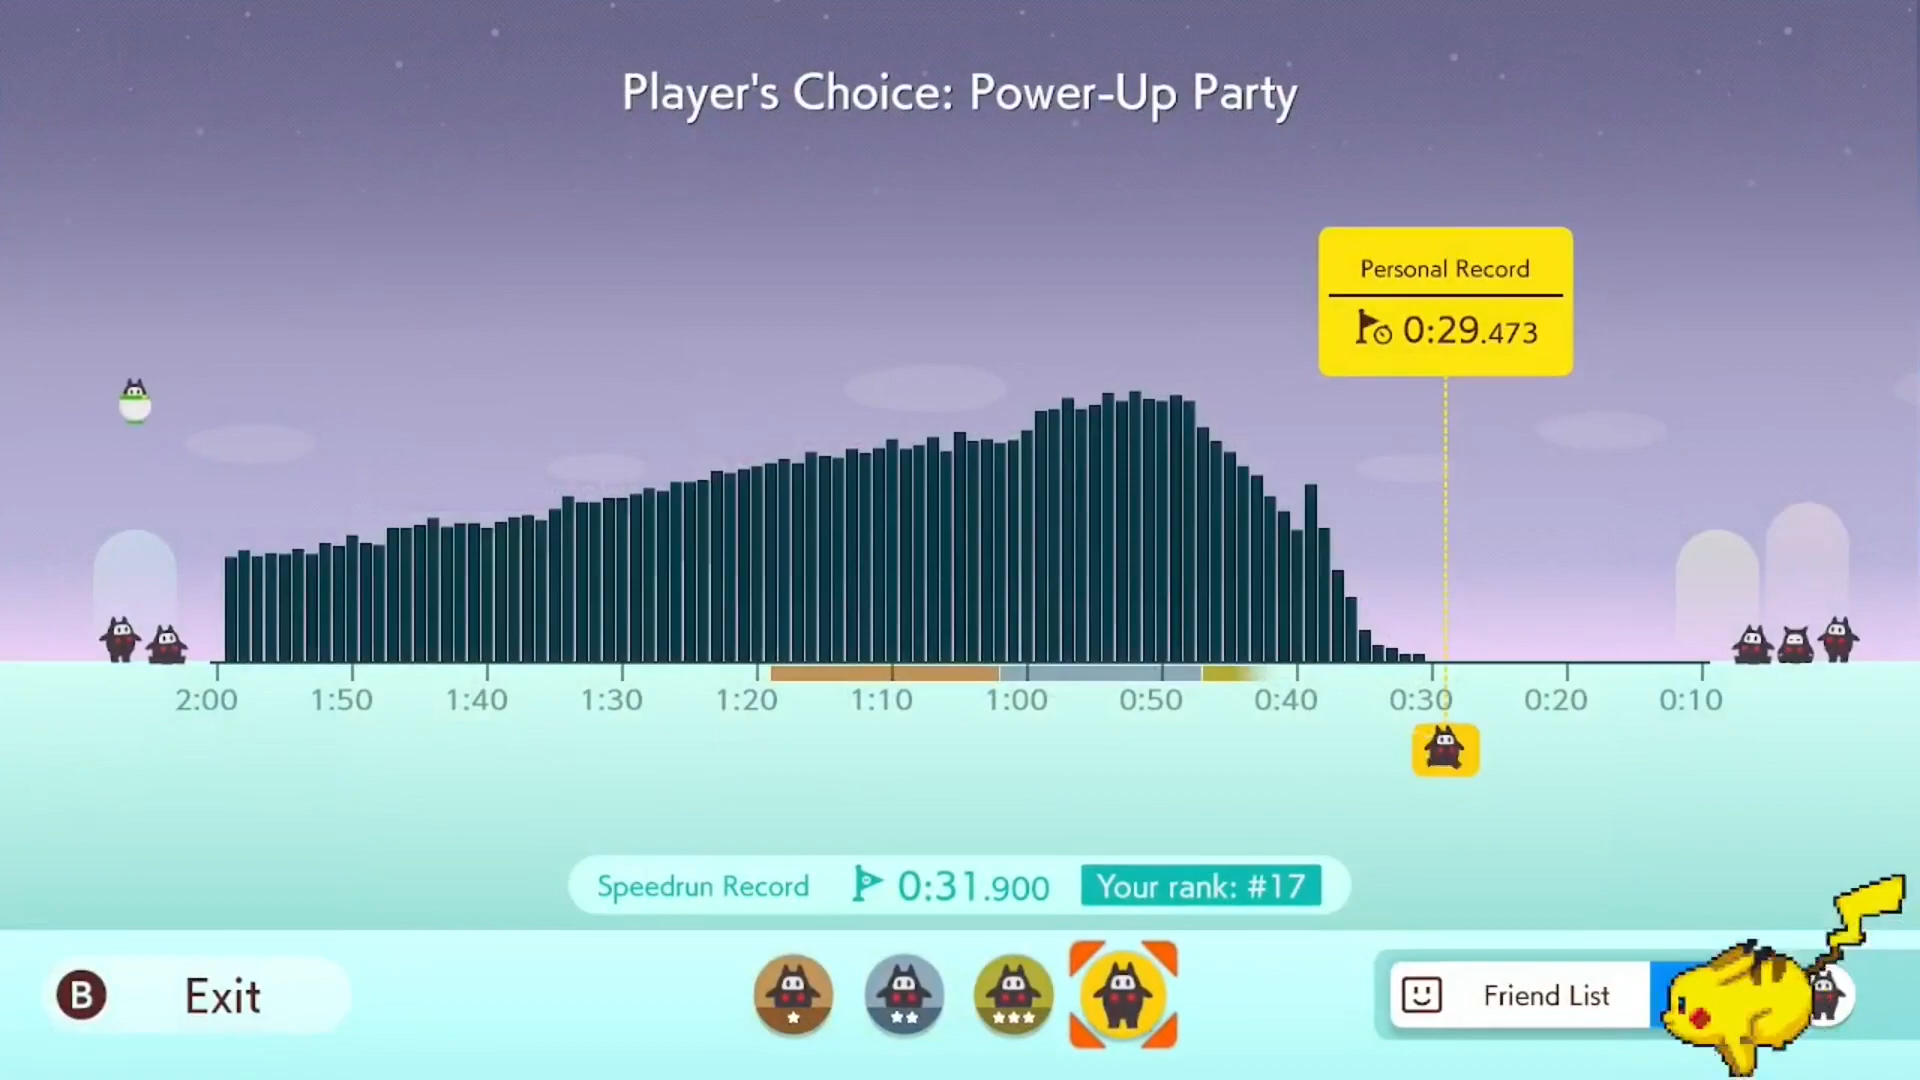 Player's Choice: Power-Up Party
Personal Record
0:29.473
2:00 1:50 1:40 1:30 1:20 1:10 1:00 0:50 0:40 0:30 0:20 0:10
Speedrun Record 0:31.900 Your rank: #17
B Exit
Friend List